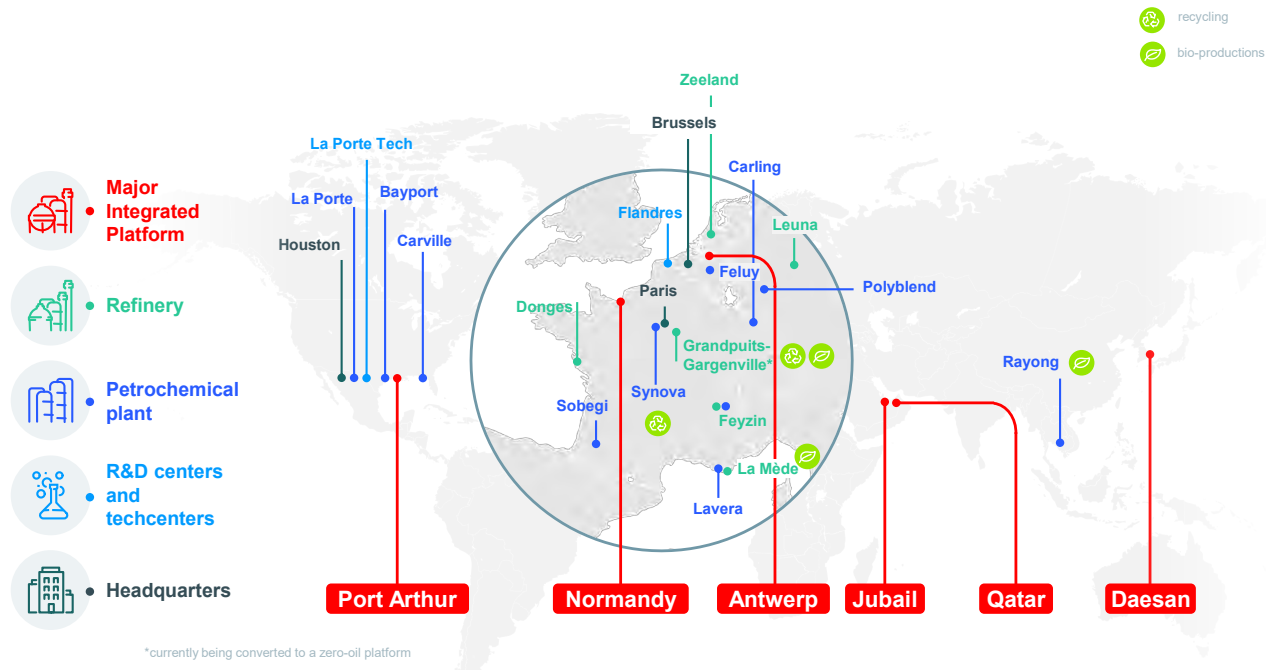 recycling
bio-productions
Zeeland
Brussels
La Porte Tech
Carling
Major
Integrated
Platform
La Porte
Bayport
Flandres
Leuna
Houston
Carville
Feluy
Refinery
Paris
Polyblend
Donges
Grandpuits-
Gargenville*
Rayong
Petrochemical
plant
Synova
Sobegi
Feyzin
R&D centers
and
techcenters
La Mède
Lavera
Headquarters
Port Arthur
Normandy
Antwerp
Jubail
Qatar
Daesan
*currently being converted to a zero-oil platform